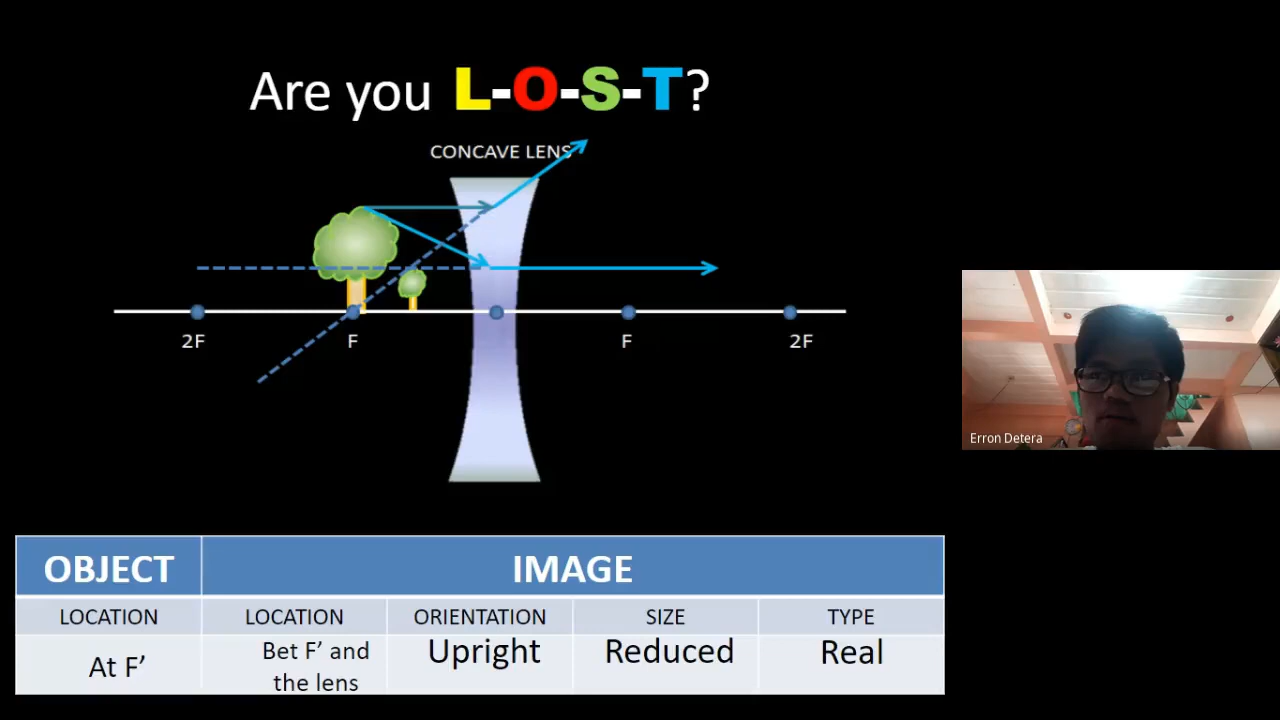 Are you L-O-S-T?
CONCAVE LENS
2F F F 2F
Erron Detera
OBJECT IMAGE
LOCATION LOCATION ORIENTATION SIZE TYPE
At F’ Bet F’ and the lens Upright Reduced Real